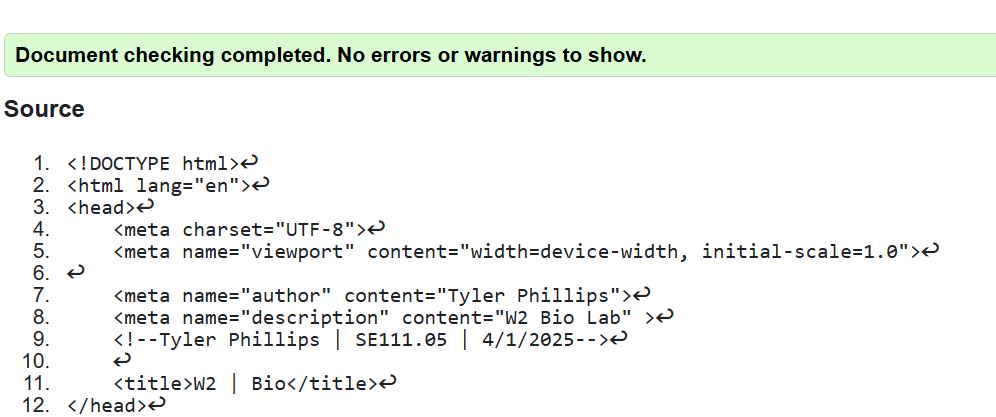 Document checking completed. No errors or warnings to show.
Source
1. <!DOCTYPE html>↩
2. <html lang="en">↩
3. <head>↩
4.     <meta charset="UTF-8">↩
5.     <meta name="viewport" content="width=device-width, initial-scale=1.0">↩
6. ↩
7.     <meta name="author" content="Tyler Phillips">↩
8.     <meta name="description" content="W2 Bio Lab" >↩
9.     <!--Tyler Phillips | SE111.05 | 4/1/2025-->↩
10.     ↩
11.     <title>W2 | Bio</title>↩
12. </head>↩